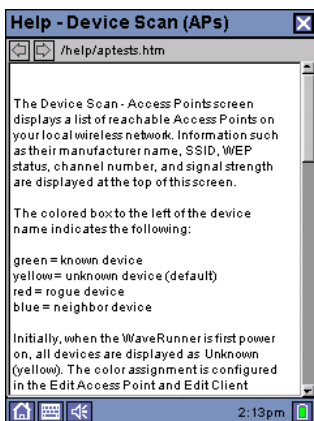 Help - Device Scan (APs)
/help/aptests.htm
The Device Scan - Access Points screen
displays a list of reachable Access Points on
your local wireless network. Information such
as their manufacturer name, SSID, WEP
status, channel number, and signal strength
are displayed at the top of this screen.
The colored box to the left of the device
name indicates the following:
green = known device
yellow = unknown device (default)
red = rogue device
blue = neighbor device
Initially, when the WaveRunner is first power
on, all devices are displayed as Unknown
(yellow). The color assignment is configured
in the Edit Access Point and Edit Client
2:13pm